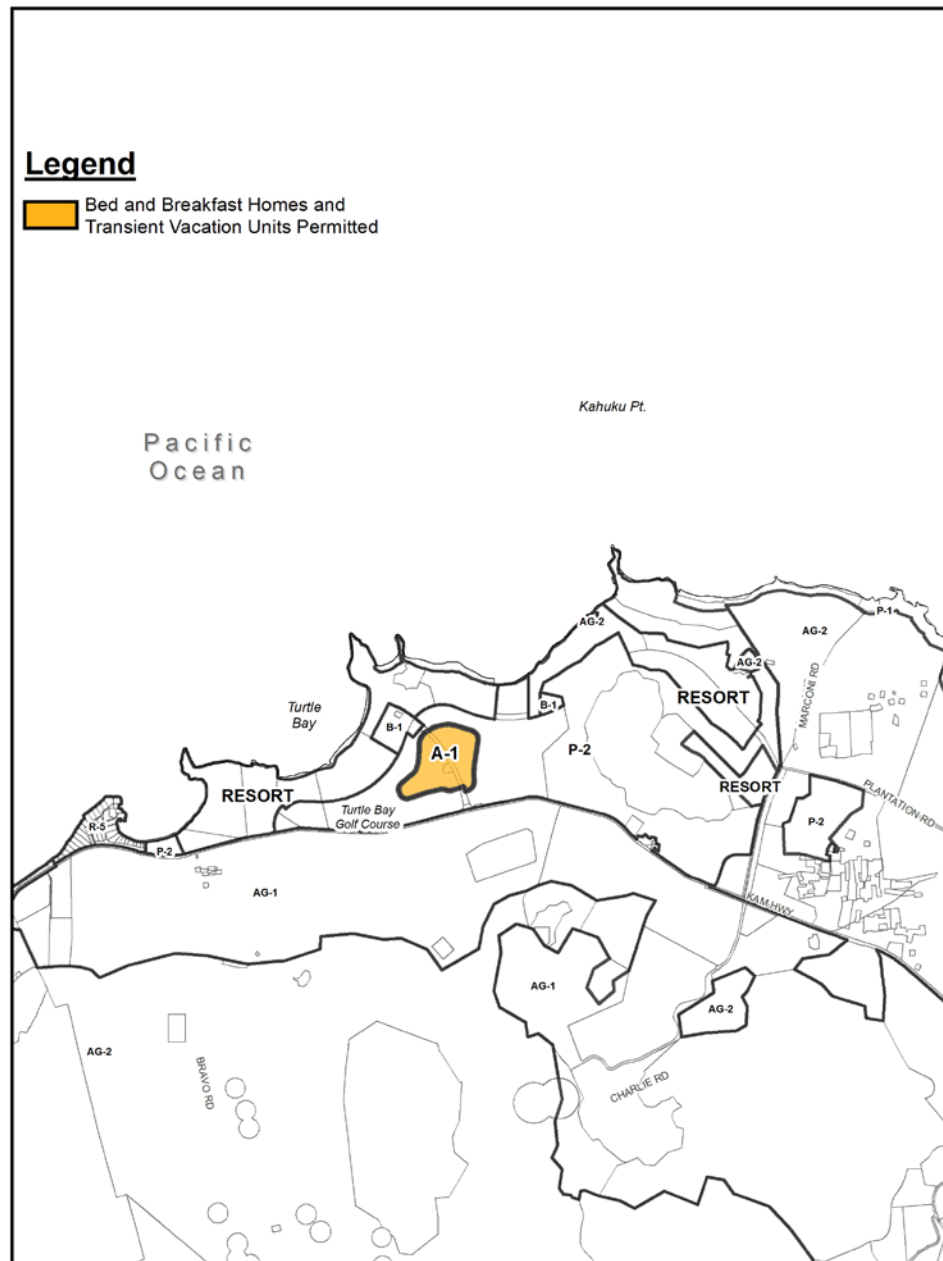 Legend
Bed and Breakfast Homes and
Transient Vacation Units Permitted
Kahuku Pt.
Pacific
Ocean
P-1
AG-2
AG-2
AG-2
MARCONI RD
RESORT
B-1
Turtle
Bay
B-1
A-1
P-2
RESORT
RESORT
PLANTATION RD
Turtle Bay
Golf Course
R-5
P-2
P-2
AG-1
KAM HWY
AG-1
AG-2
AG-2
BRAVO RD
CHARLIE RD